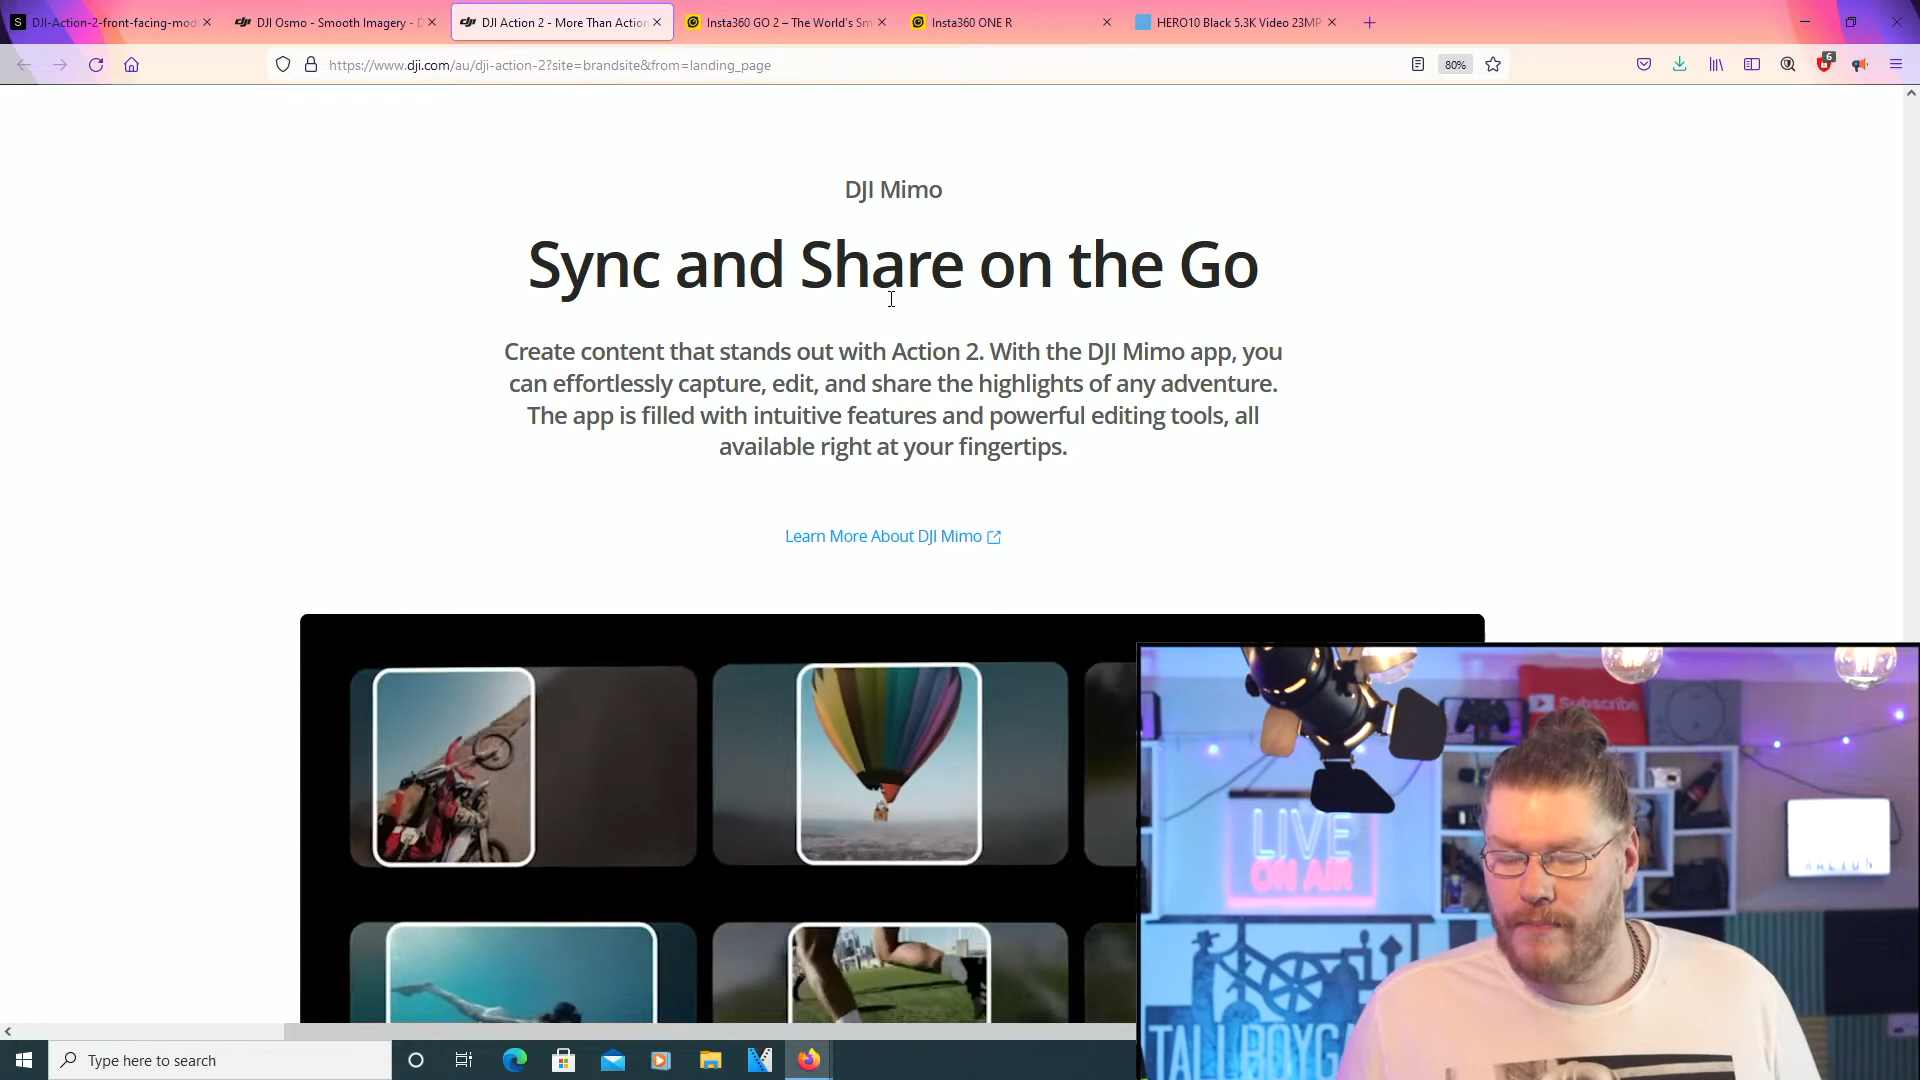 DJI-Action-2-front-facing-mod
DJI Osmo - Smooth Imagery - D
DJI Action 2 - More Than Action
Insta360 GO 2 – The World's Sm
Insta360 ONE R
HERO10 Black 5.3K Video 23MP
https://www.dji.com/au/dji-action-2?site=brandsite&from=landing_page
80%
6
DJI Mimo
Sync and Share on the Go
Create content that stands out with Action 2. With the DJI Mimo app, you
can effortlessly capture, edit, and share the highlights of any adventure.
The app is filled with intuitive features and powerful editing tools, all
available right at your fingertips.
Learn More About DJI Mimo
Subscribe
LIVE
ON AIR
TALLBOYGA
Type here to search